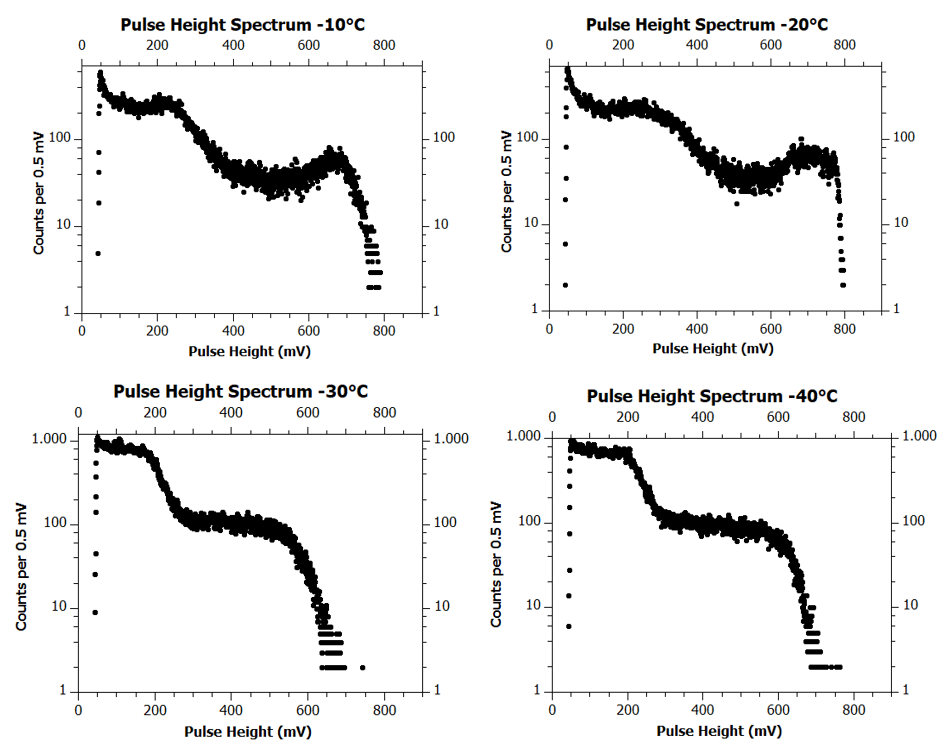 Pulse Height Spectrum -10°C
0 200 400 600 800
Counts per 0.5 mV
100 100
10 10
1 1
0 200 400 600 800
Pulse Height (mV)
Pulse Height Spectrum -20°C
0 200 400 600 800
Counts per 0.5 mV
100 100
10 10
1 1
0 200 400 600 800
Pulse Height (mV)
Pulse Height Spectrum -30°C
0 200 400 600 800
Counts per 0.5 mV
1.000 1.000
100 100
10 10
1 1
0 200 400 600 800
Pulse Height (mV)
Pulse Height Spectrum -40°C
0 200 400 600 800
Counts per 0.5 mV
1.000 1.000
100 100
10 10
1 1
0 200 400 600 800
Pulse Height (mV)